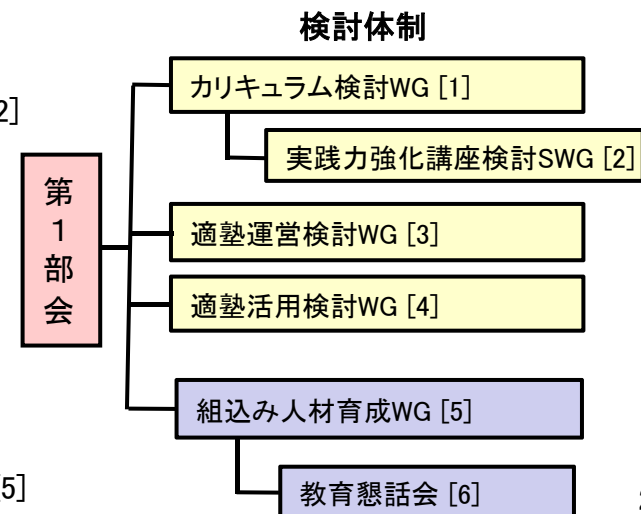 検討体制
カリキュラム検討WG [1]
2]
実践力強化講座検討SWG [2]
第
1
部
会
適塾運営検討WG [3]
適塾活用検討WG [4]
組込み人材育成WG [5]
5]
教育懇話会 [6]